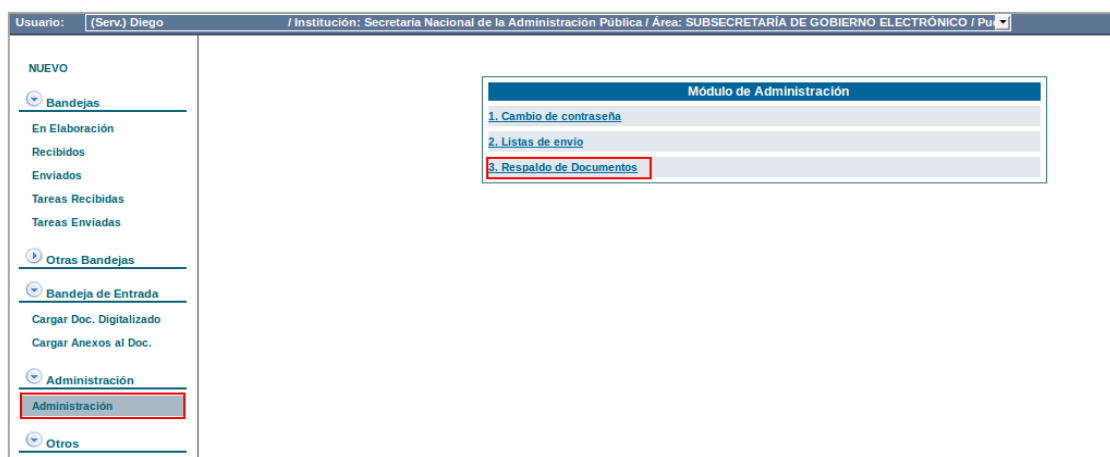 Usuario: (Serv.) Diego / Institución: Secretaría Nacional de la Administración Pública / Área: SUBSECRETARÍA DE GOBIERNO ELECTRÓNICO / Pu
NUEVO
Bandejas
En Elaboración
Recibidos
Enviados
Tareas Recibidas
Tareas Enviadas
Otras Bandejas
Bandeja de Entrada
Cargar Doc. Digitalizado
Cargar Anexos al Doc.
Administración
Administración
Otros
Módulo de Administración
1. Cambio de contraseña
2. Listas de envío
3. Respaldo de Documentos